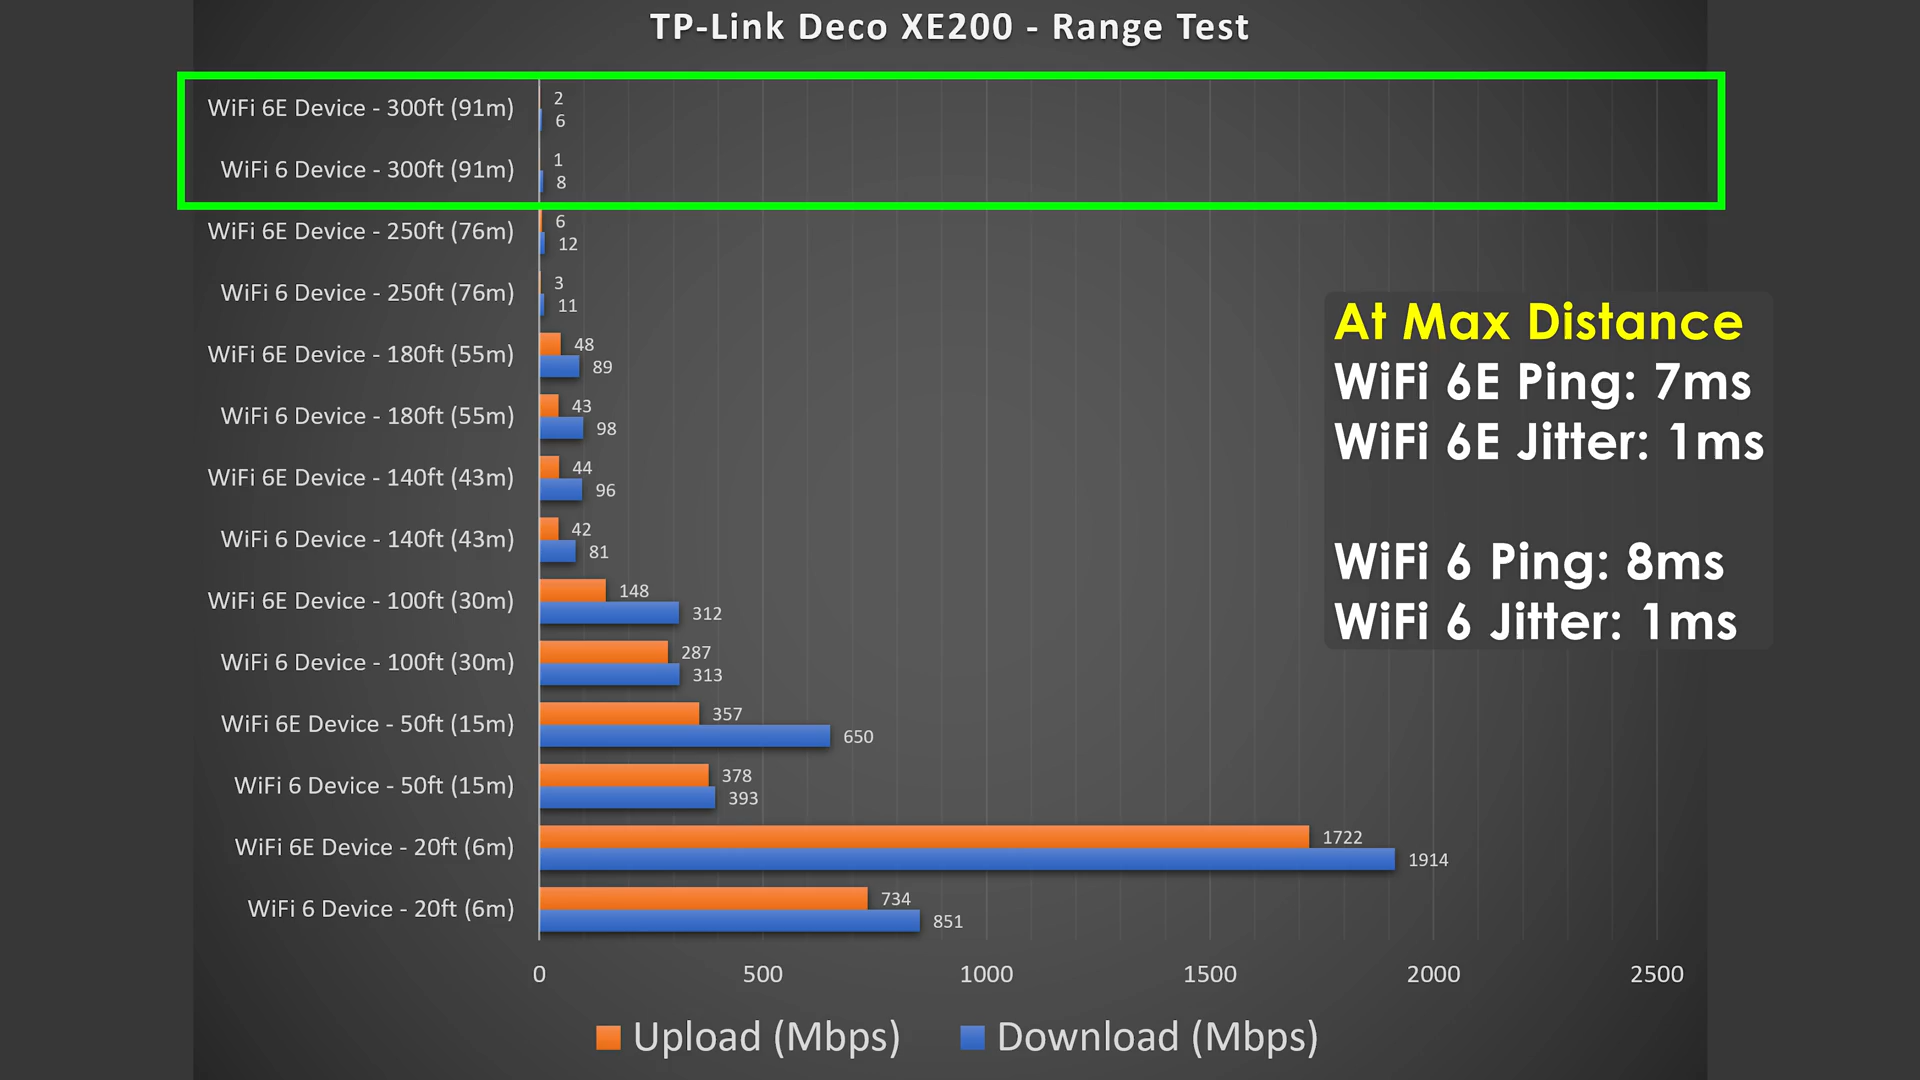 TP-Link Deco XE200 - Range Test
WiFi 6E Device - 300ft (91m)
2
6
WiFi 6 Device - 300ft (91m)
1
8
WiFi 6E Device - 250ft (76m)
6
12
WiFi 6 Device - 250ft (76m)
3
11
WiFi 6E Device - 180ft (55m)
48
89
WiFi 6 Device - 180ft (55m)
43
98
WiFi 6E Device - 140ft (43m)
44
96
WiFi 6 Device - 140ft (43m)
42
81
WiFi 6E Device - 100ft (30m)
148
312
WiFi 6 Device - 100ft (30m)
287
313
WiFi 6E Device - 50ft (15m)
357
650
WiFi 6 Device - 50ft (15m)
378
393
WiFi 6E Device - 20ft (6m)
1722
1914
WiFi 6 Device - 20ft (6m)
734
851
0 500 1000 1500 2000 2500
Upload (Mbps) Download (Mbps)
At Max Distance
WiFi 6E Ping: 7ms
WiFi 6E Jitter: 1ms
WiFi 6 Ping: 8ms
WiFi 6 Jitter: 1ms